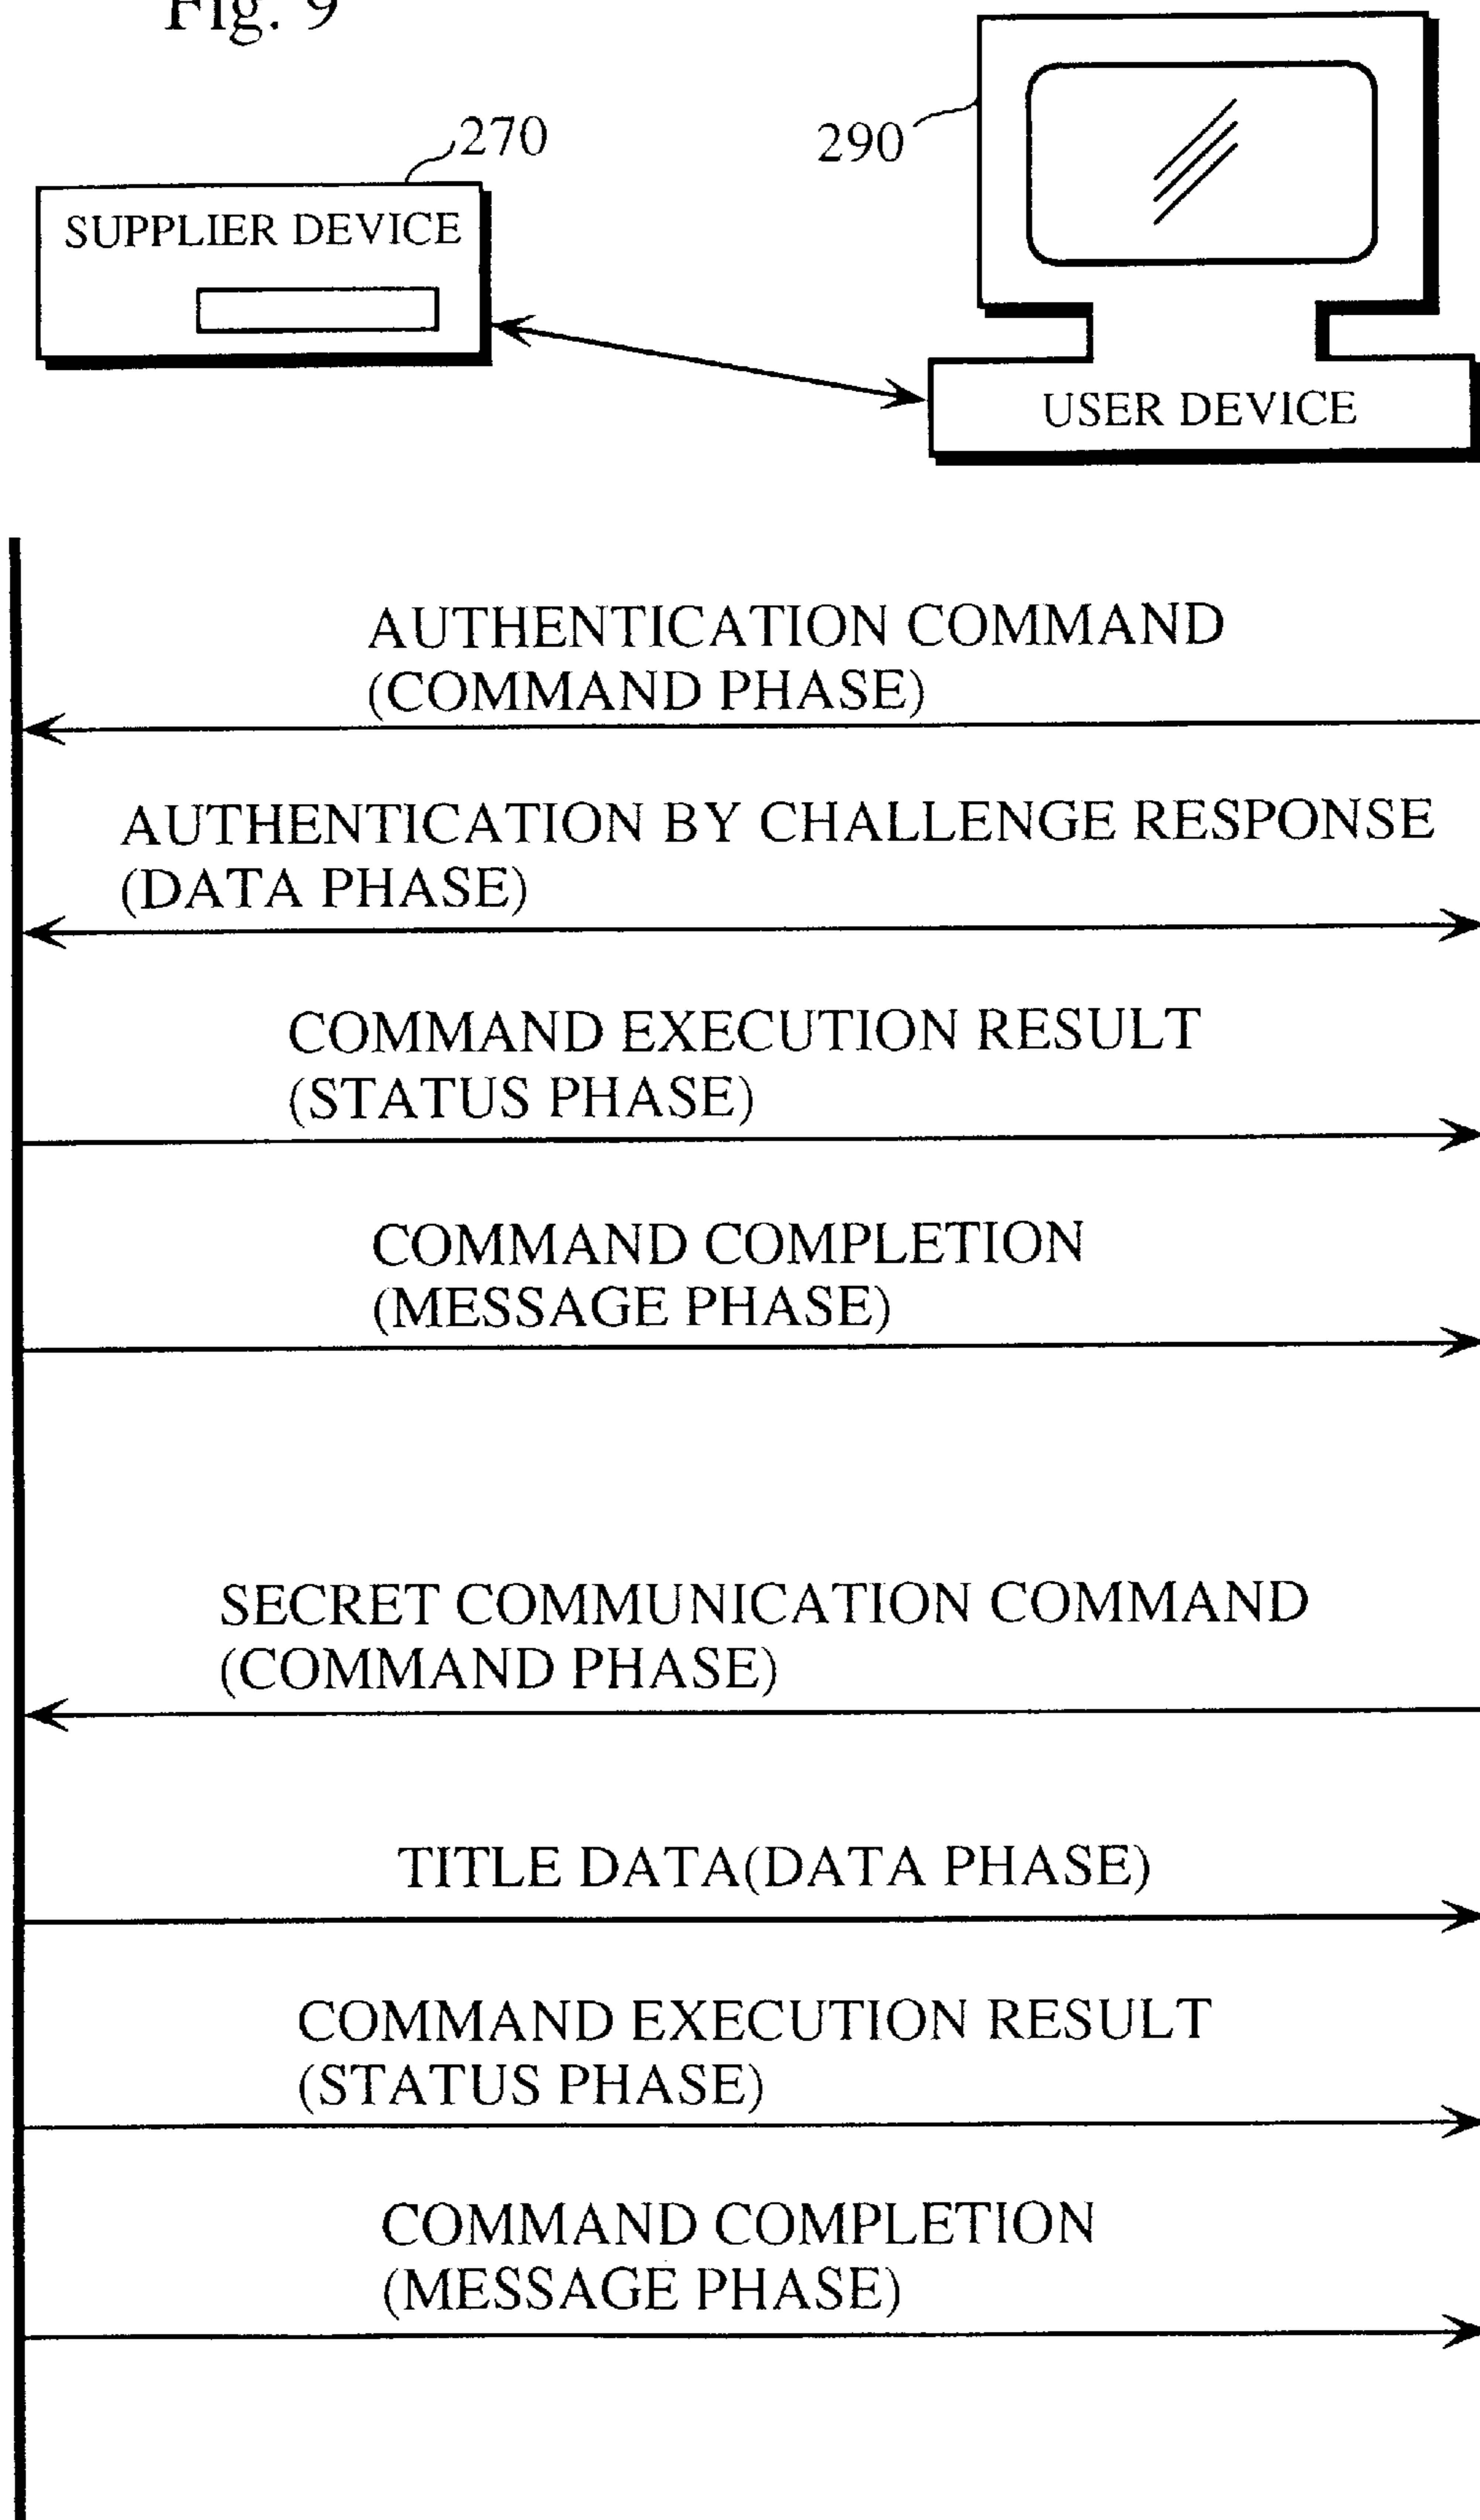 Fig. 9
270
290
SUPPLIER DEVICE
USER DEVICE
AUTHENTICATION COMMAND
(COMMAND PHASE)
AUTHENTICATION BY CHALLENGE RESPONSE
(DATA PHASE)
COMMAND EXECUTION RESULT
(STATUS PHASE)
COMMAND COMPLETION
(MESSAGE PHASE)
SECRET COMMUNICATION COMMAND
(COMMAND PHASE)
TITLE DATA(DATA PHASE)
COMMAND EXECUTION RESULT
(STATUS PHASE)
COMMAND COMPLETION
(MESSAGE PHASE)